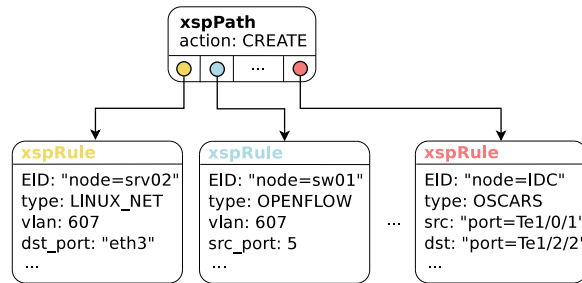 xspPath
action: CREATE
...
xspRule
EID: "node=srv02"
type: LINUX_NET
vlan: 607
dst_port: "eth3"
...
xspRule
EID: "node=sw01"
type: OPENFLOW
vlan: 607
src_port: 5
...
...
xspRule
EID: "node=IDC"
type: OSCARS
src: "port=Te1/0/1"
dst: "port=Te1/2/2"
...